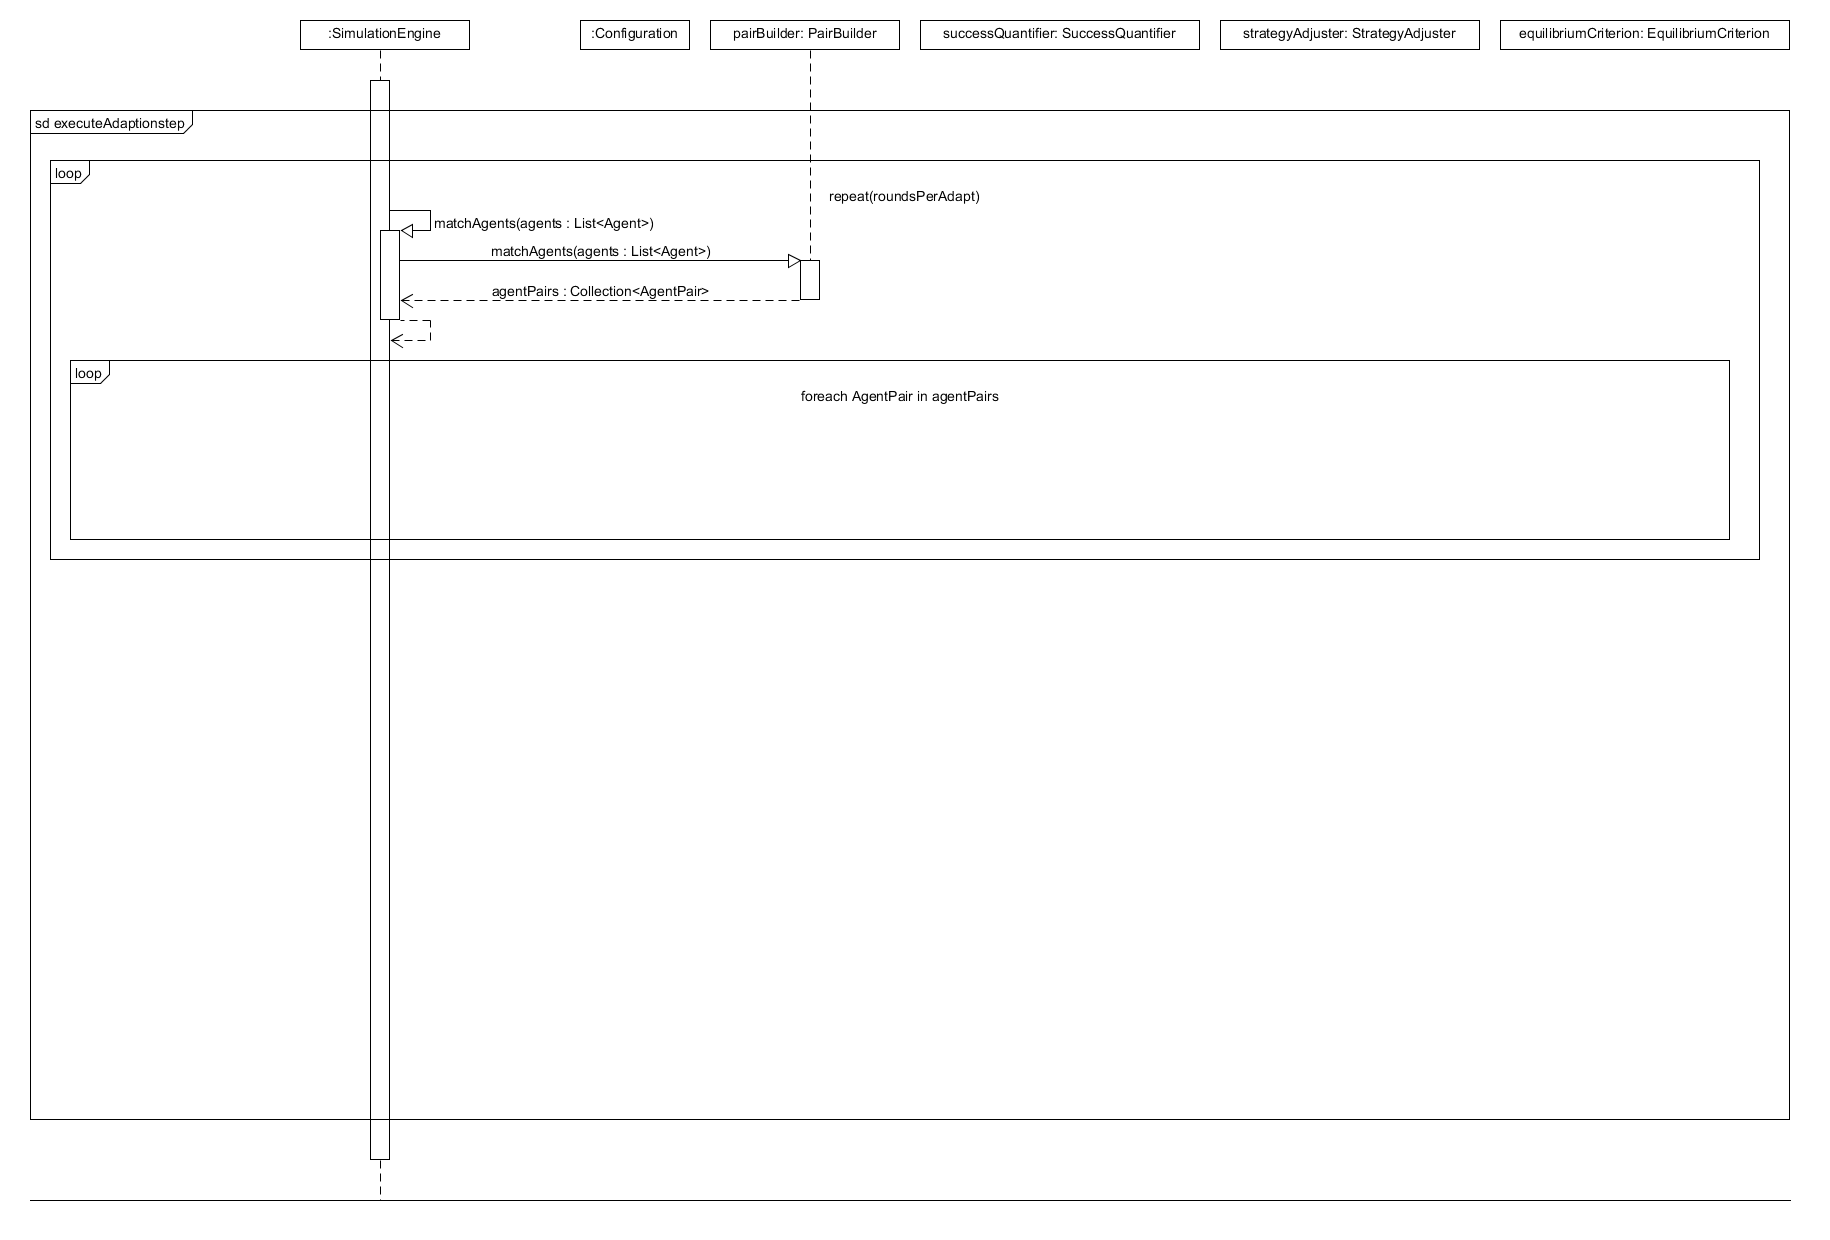 :SimulationEngine
:Configuration
pairBuilder: PairBuilder
successQuantifier: SuccessQuantifier
strategyAdjuster: StrategyAdjuster
equilibriumCriterion: EquilibriumCriterion
sd executeAdaptionstep
loop
repeat(roundsPerAdapt)
matchAgents(agents : List<Agent>)
matchAgents(agents : List<Agent>)
agentPairs : Collection<AgentPair>
loop
foreach AgentPair in agentPairs